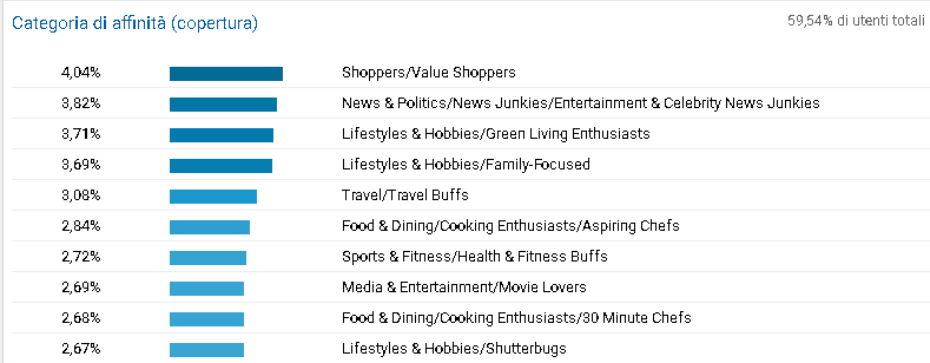 Categoria di affinità (copertura) 59,54% di utenti totali
4,04% Shoppers/Value Shoppers
3,82% News & Politics/News Junkies/Entertainment & Celebrity News Junkies
3,71% Lifestyles & Hobbies/Green Living Enthusiasts
3,69% Lifestyles & Hobbies/Family-Focused
3,08% Travel/Travel Buffs
2,84% Food & Dining/Cooking Enthusiasts/Aspiring Chefs
2,72% Sports & Fitness/Health & Fitness Buffs
2,69% Media & Entertainment/Movie Lovers
2,68% Food & Dining/Cooking Enthusiasts/30 Minute Chefs
2,67% Lifestyles & Hobbies/Shutterbugs